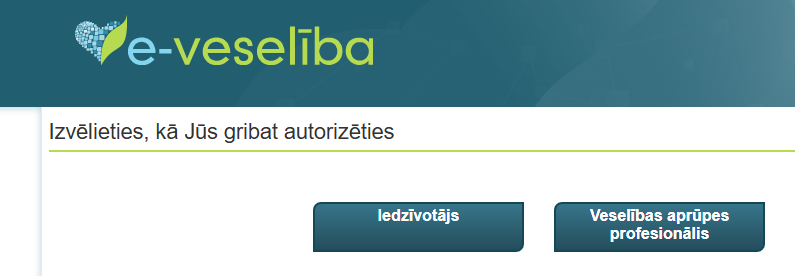 e-veselība
Izvēlieties, kā Jūs gribat autorizēties
Iedzīvotājs
Veselības aprūpes
profesionālis